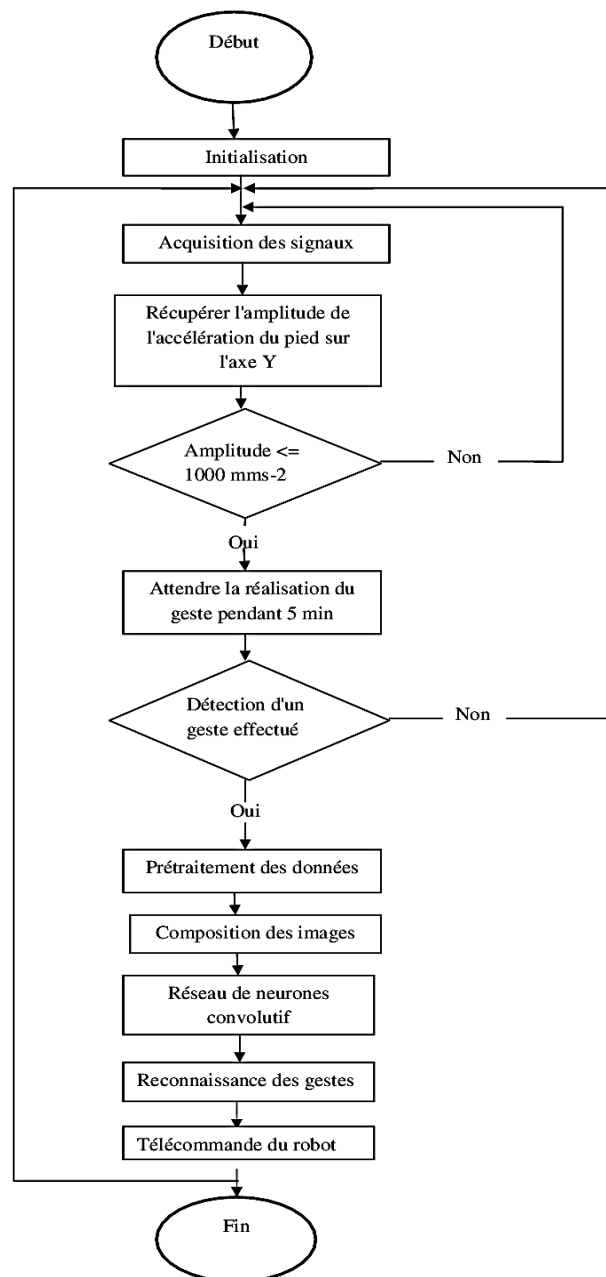 Début
Initialisation
Acquisition des signaux
Récupérer l'amplitude de
l'accélération du pied sur
l'axe Y
Amplitude <=
1000 mms-2
Non
Oui
Attendre la réalisation du
geste pendant 5 min
Détection d'un
geste effectué
Non
Oui
Prétraitement des données
Composition des images
Réseau de neurones
convolutif
Reconnaissance des gestes
Télécommande du robot
Fin